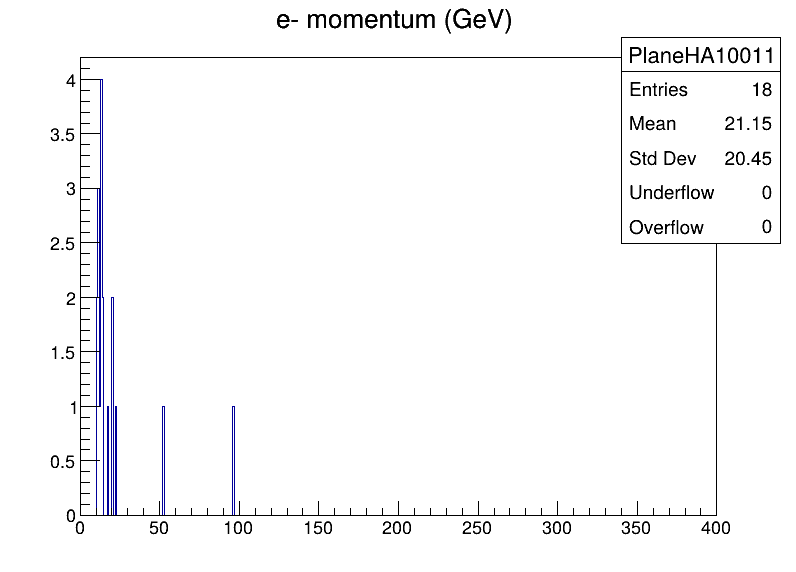 e- momentum (GeV)
PlaneHA10011
Entries 18
Mean 21.15
Std Dev 20.45
Underflow 0
Overflow 0
4
3.5
3
2.5
2
1.5
1
0.5
0
0 50 100 150 200 250 300 350 400